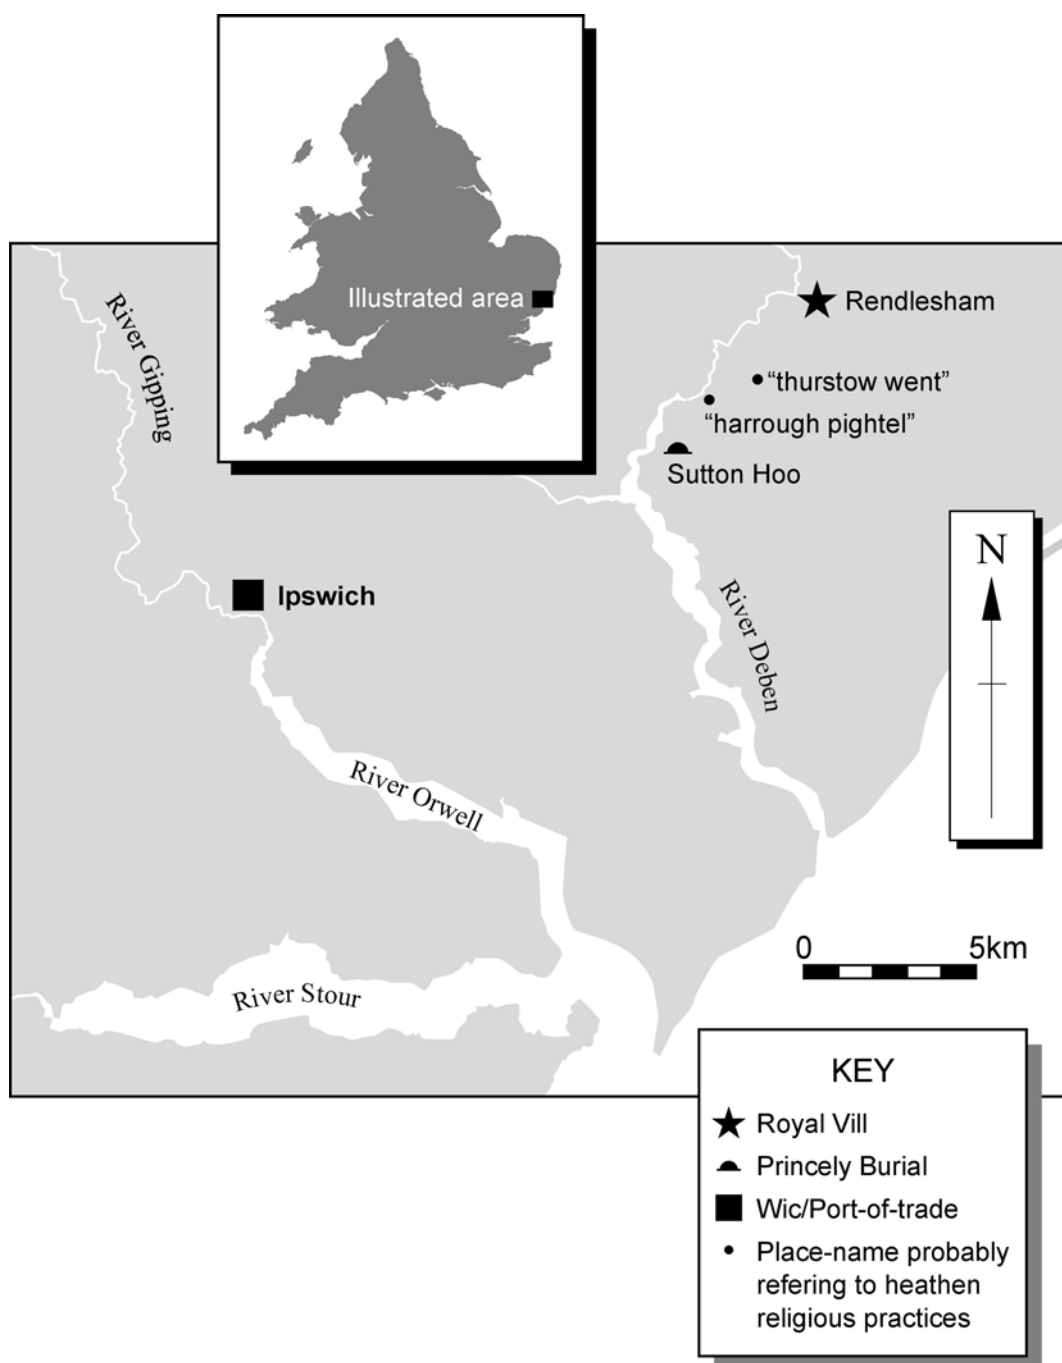 Illustrated area
River Gipping
Rendlesham
“thurstow went”
“harrough pightel”
Sutton Hoo
N
Ipswich
River Deben
River Orwell
0 5km
River Stour
KEY
Royal Vill
Princely Burial
Wic/Port-of-trade
Place-name probably
refering to heathen
religious practices